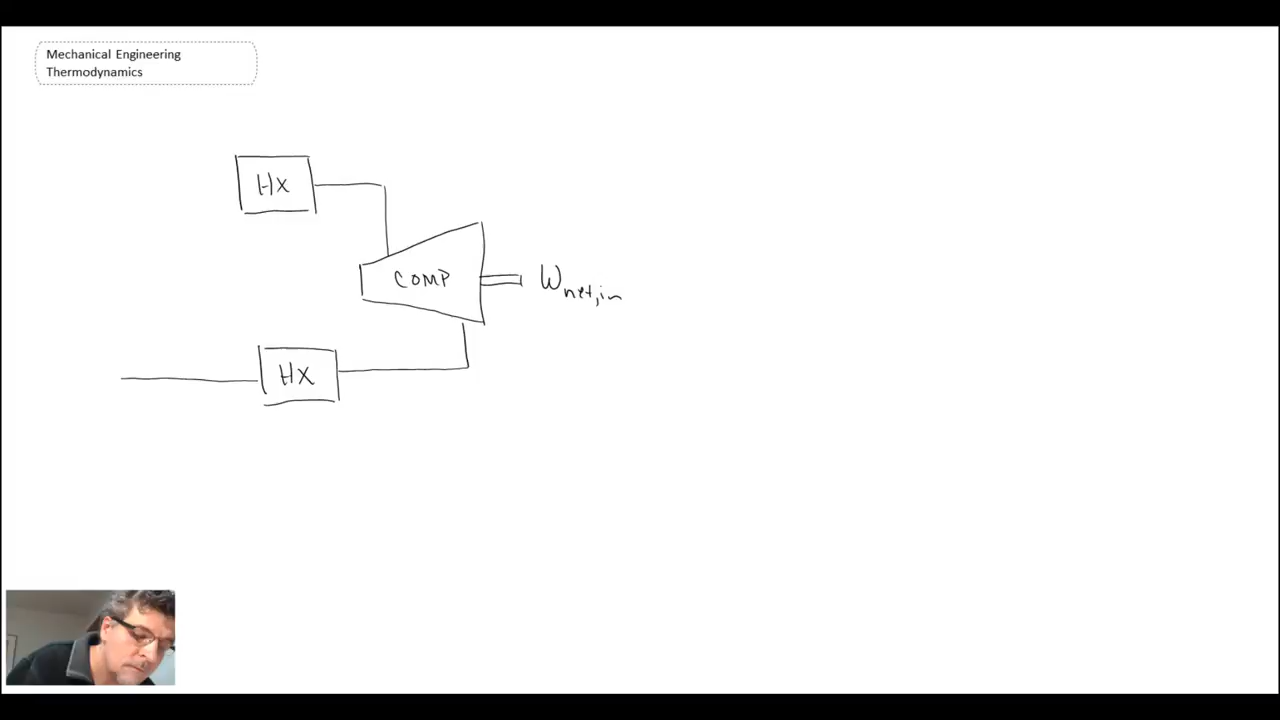 Mechanical Engineering
Thermodynamics
HX
COMP
Wnet,in
HX